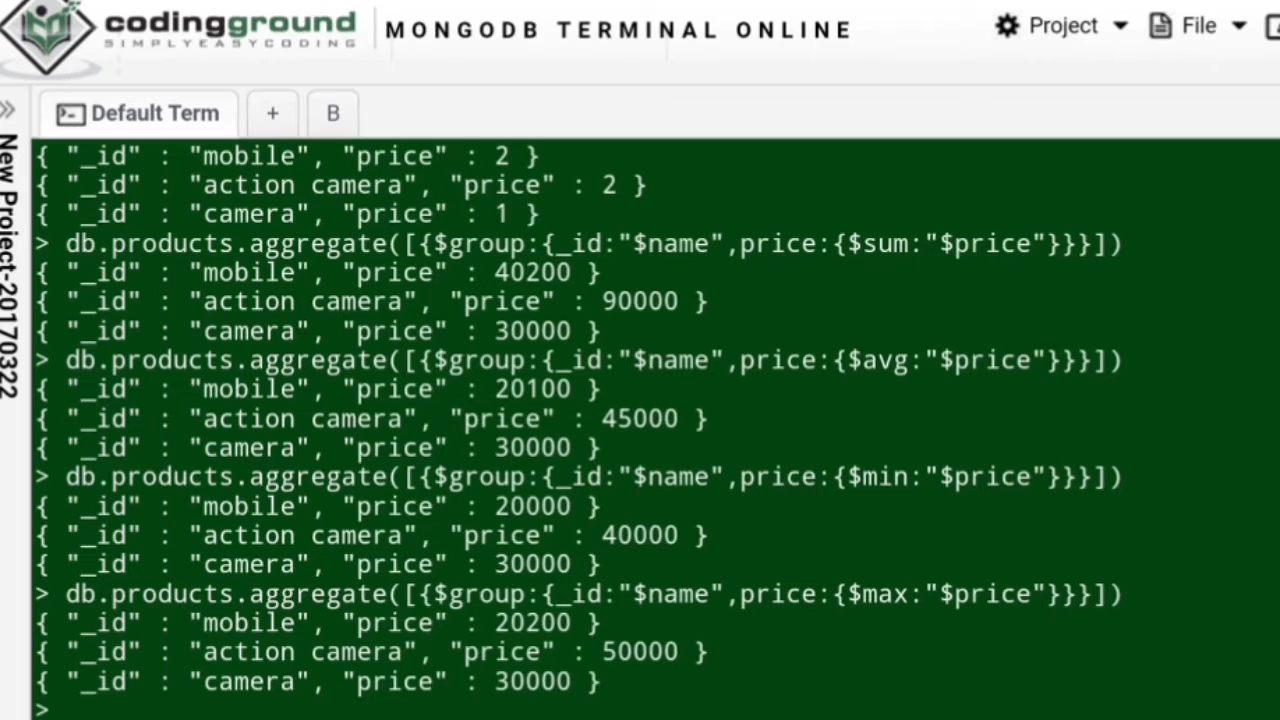 codingground
SIMPLYEASYCODING
MONGODB TERMINAL ONLINE
Project
File
Default Term
+
B
New Project-20170322
{ "_id" : "mobile", "price" : 2 }
{ "_id" : "action camera", "price" : 2 }
{ "_id" : "camera", "price" : 1 }
> db.products.aggregate([{$group:{_id:"$name",price:{$sum:"$price"}}}])
{ "_id" : "mobile", "price" : 40200 }
{ "_id" : "action camera", "price" : 90000 }
{ "_id" : "camera", "price" : 30000 }
> db.products.aggregate([{$group:{_id:"$name",price:{$avg:"$price"}}}])
{ "_id" : "mobile", "price" : 20100 }
{ "_id" : "action camera", "price" : 45000 }
{ "_id" : "camera", "price" : 30000 }
> db.products.aggregate([{$group:{_id:"$name",price:{$min:"$price"}}}])
{ "_id" : "mobile", "price" : 20000 }
{ "_id" : "action camera", "price" : 40000 }
{ "_id" : "camera", "price" : 30000 }
> db.products.aggregate([{$group:{_id:"$name",price:{$max:"$price"}}}])
{ "_id" : "mobile", "price" : 20200 }
{ "_id" : "action camera", "price" : 50000 }
{ "_id" : "camera", "price" : 30000 }
>